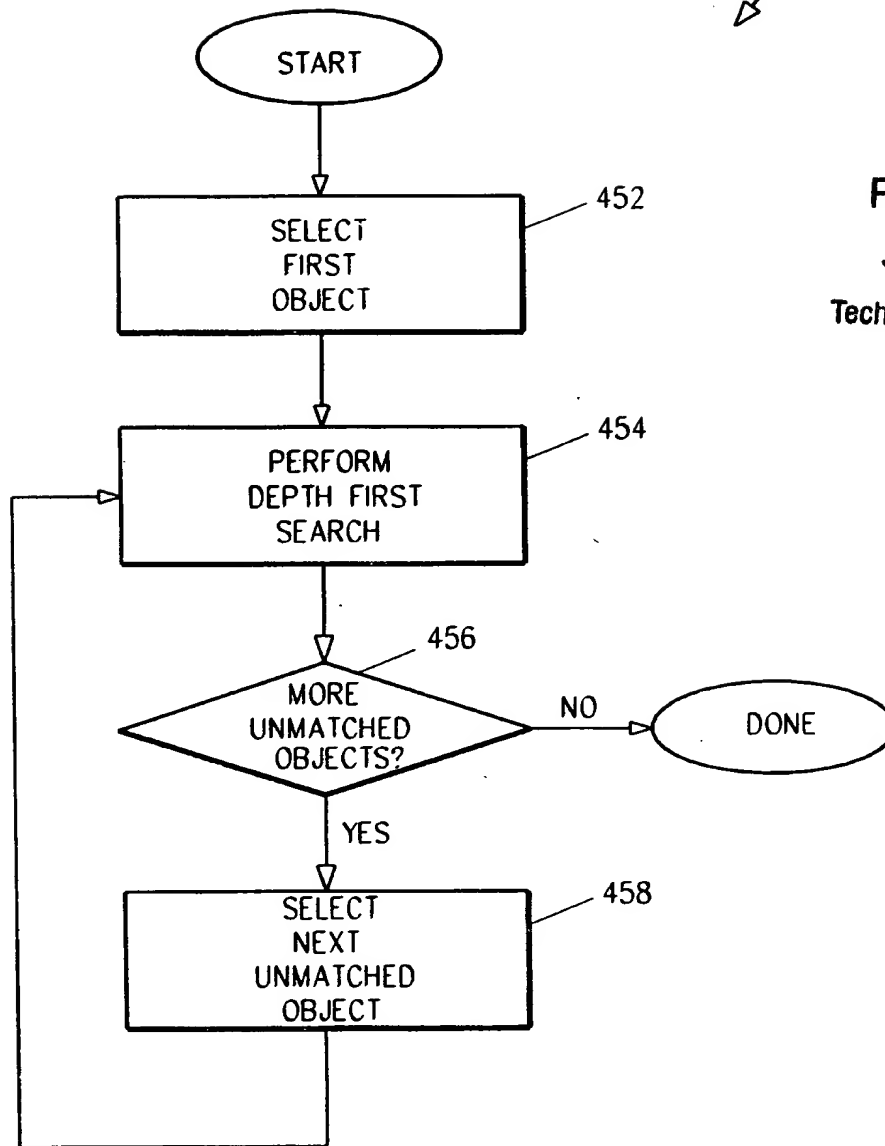 START
452
SELECT
FIRST
OBJECT
Tech
454
PERFORM
DEPTH FIRST
SEARCH
456
MORE
UNMATCHED
OBJECTS?
NO
DONE
YES
458
SELECT
NEXT
UNMATCHED
OBJECT